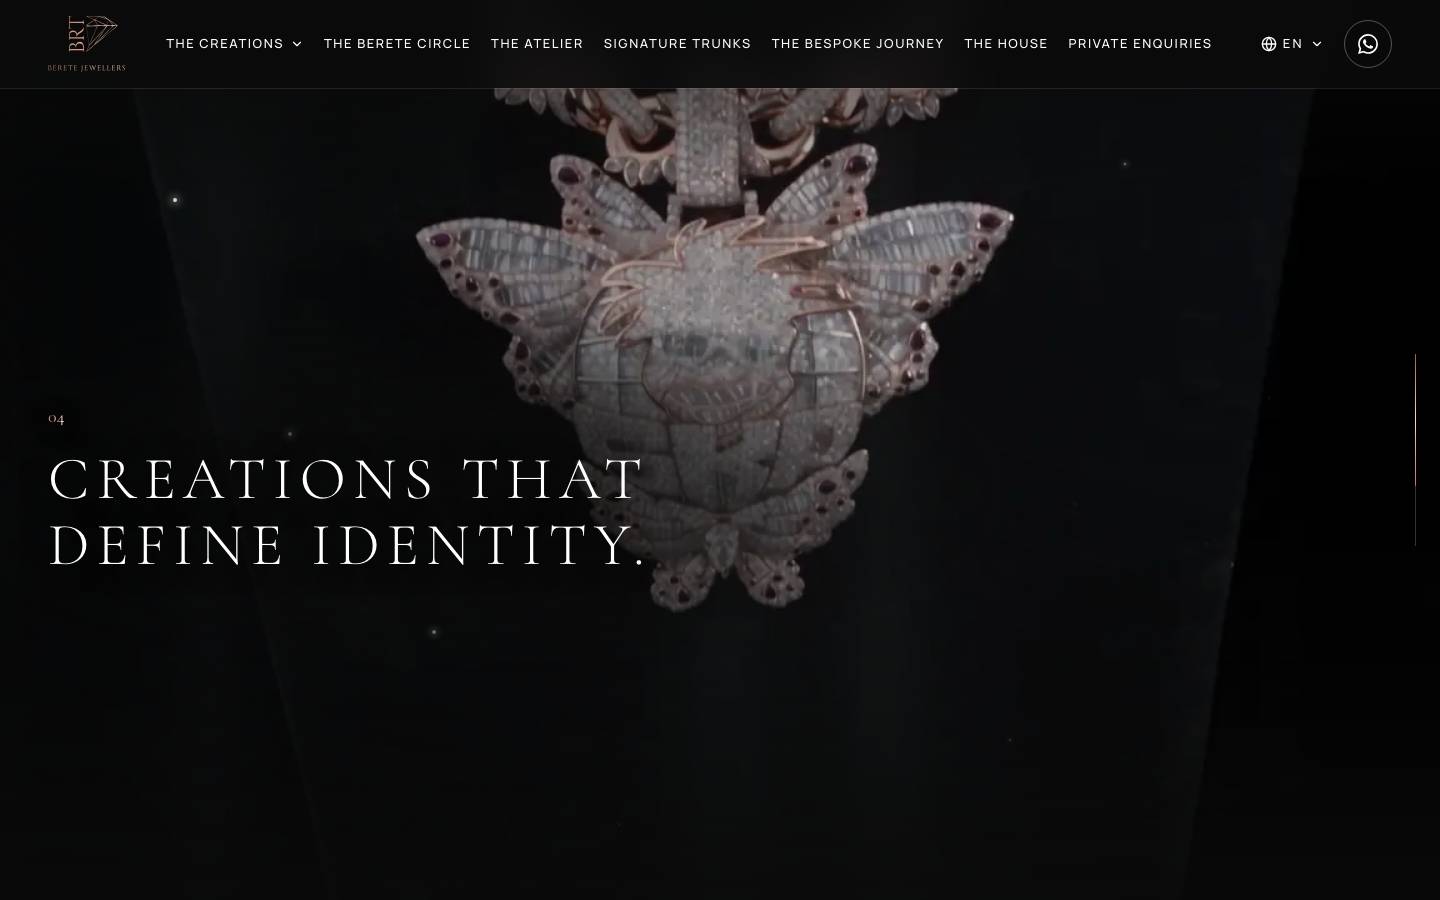 BRT
BERETE JEWELLERS
THE CREATIONS
THE BERETE CIRCLE
THE ATELIER
SIGNATURE TRUNKS
THE BESPOKE JOURNEY
THE HOUSE
PRIVATE ENQUIRIES
EN
04
CREATIONS THAT
DEFINE IDENTITY.